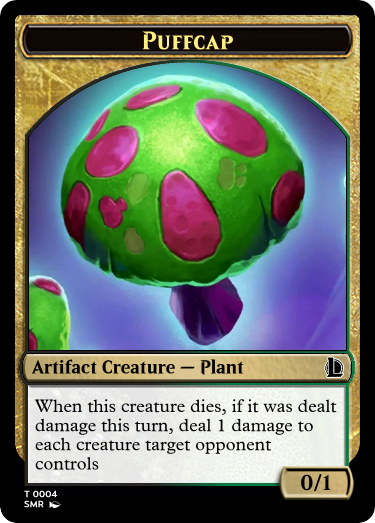 Puffcap
Artifact Creature — Plant
When this creature dies, if it was dealt
damage this turn, deal 1 damage to
each creature target opponent
controls
0/1
T 0004
SMR